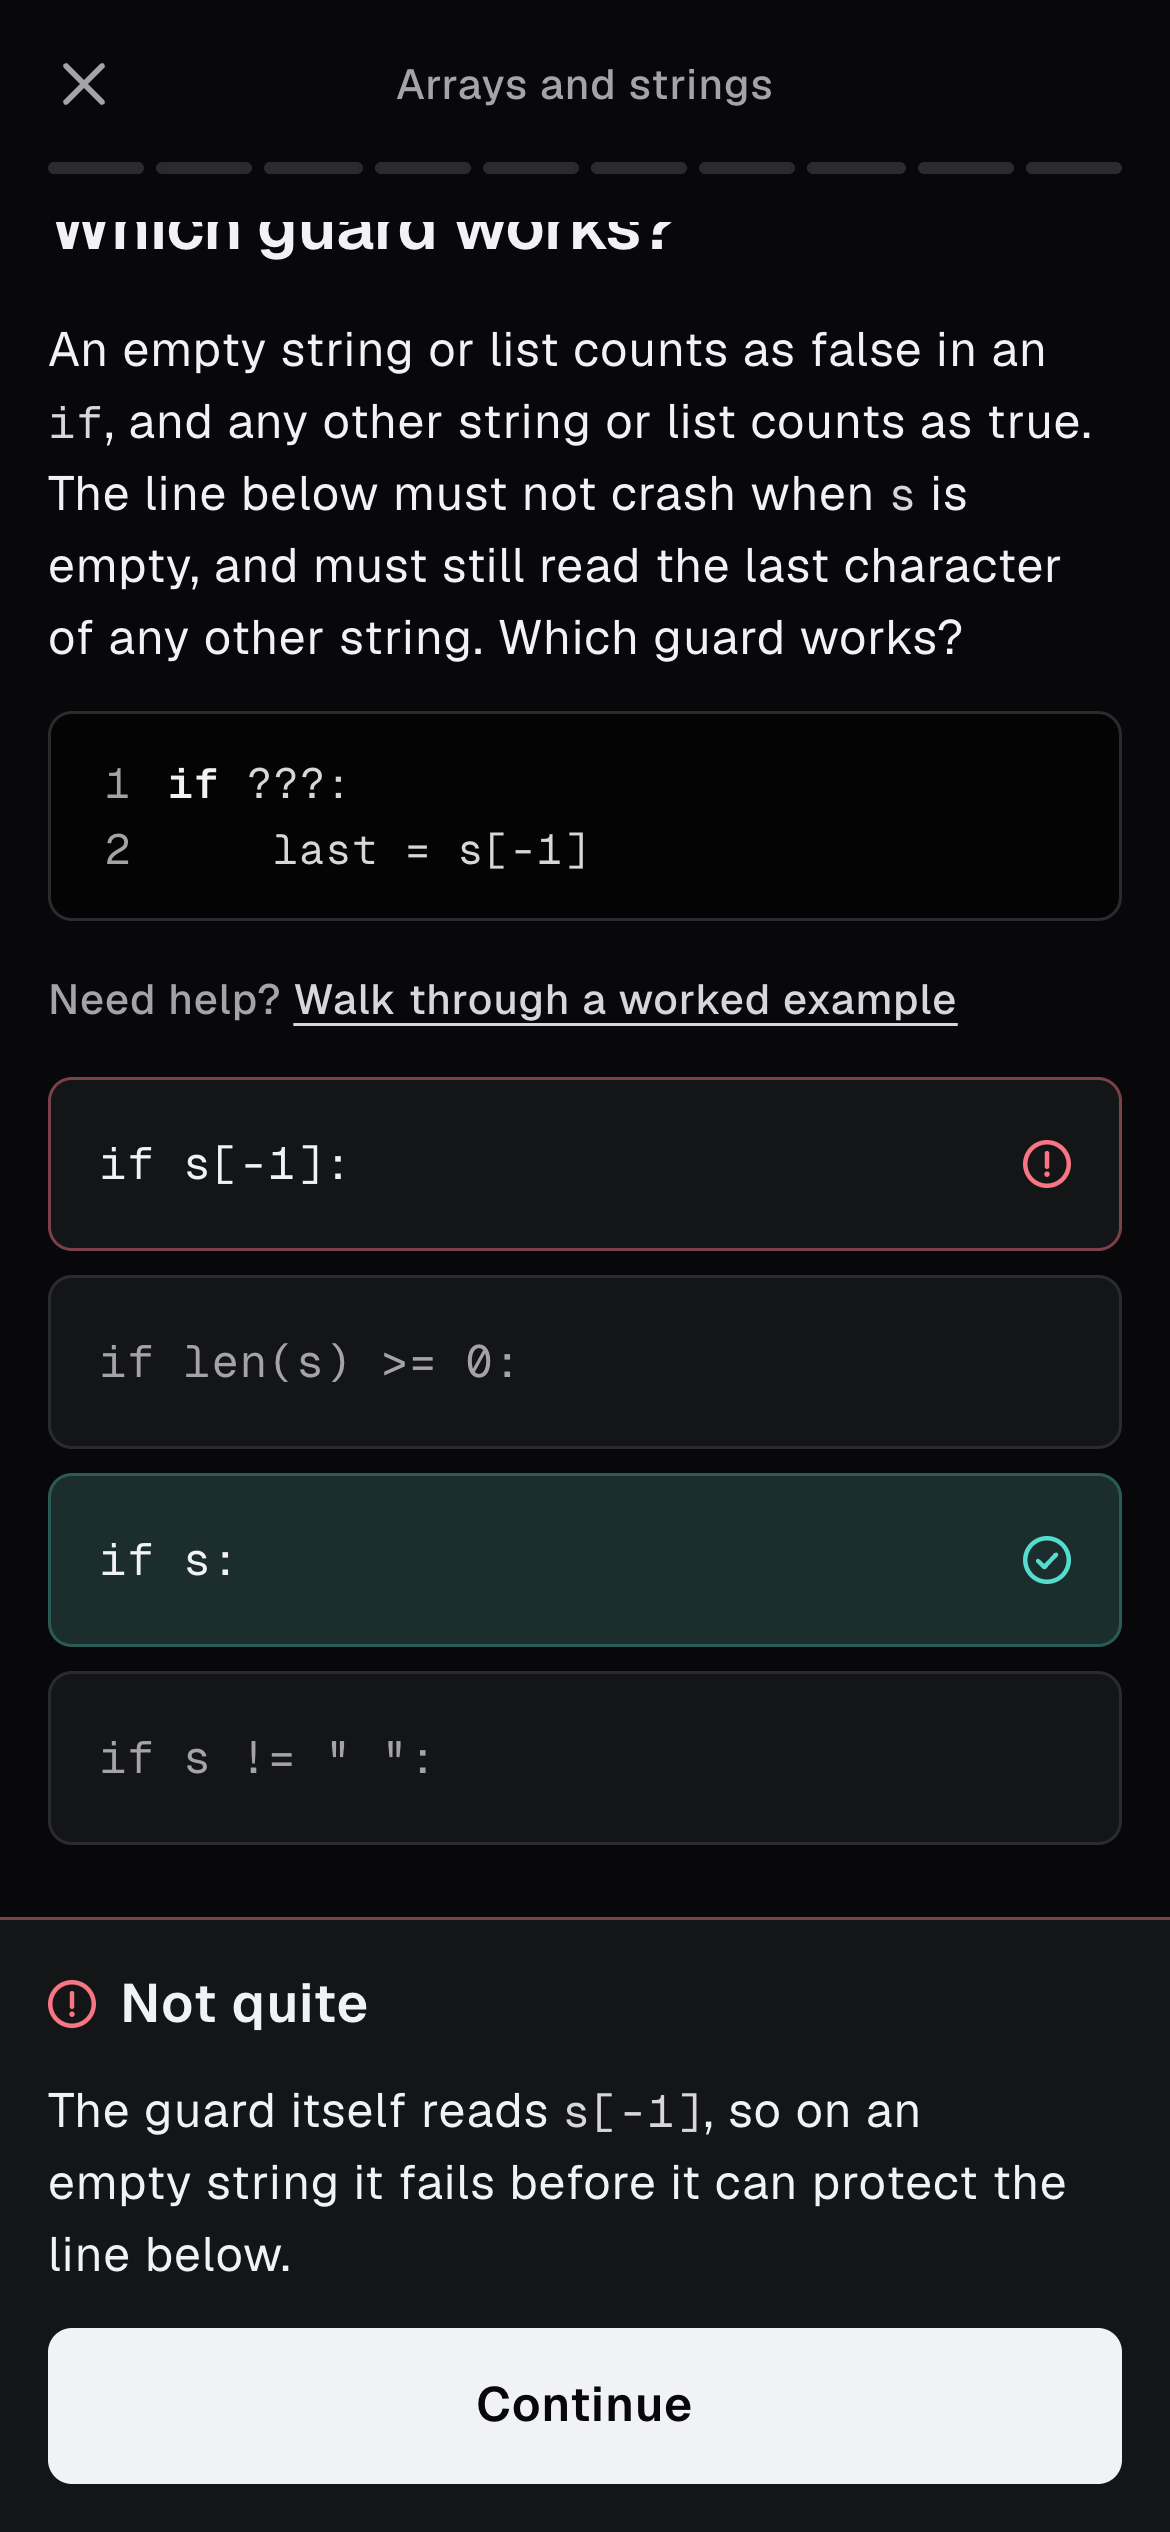 Arrays and strings
Which guard works?
An empty string or list counts as false in an
if, and any other string or list counts as true.
The line below must not crash when s is
empty, and must still read the last character
of any other string. Which guard works?
1 if ???:
2     last = s[-1]
Need help? Walk through a worked example
if s[-1]:
if len(s) >= 0:
if s:
if s != " ":
Not quite
The guard itself reads s[-1], so on an
empty string it fails before it can protect the
line below.
Continue